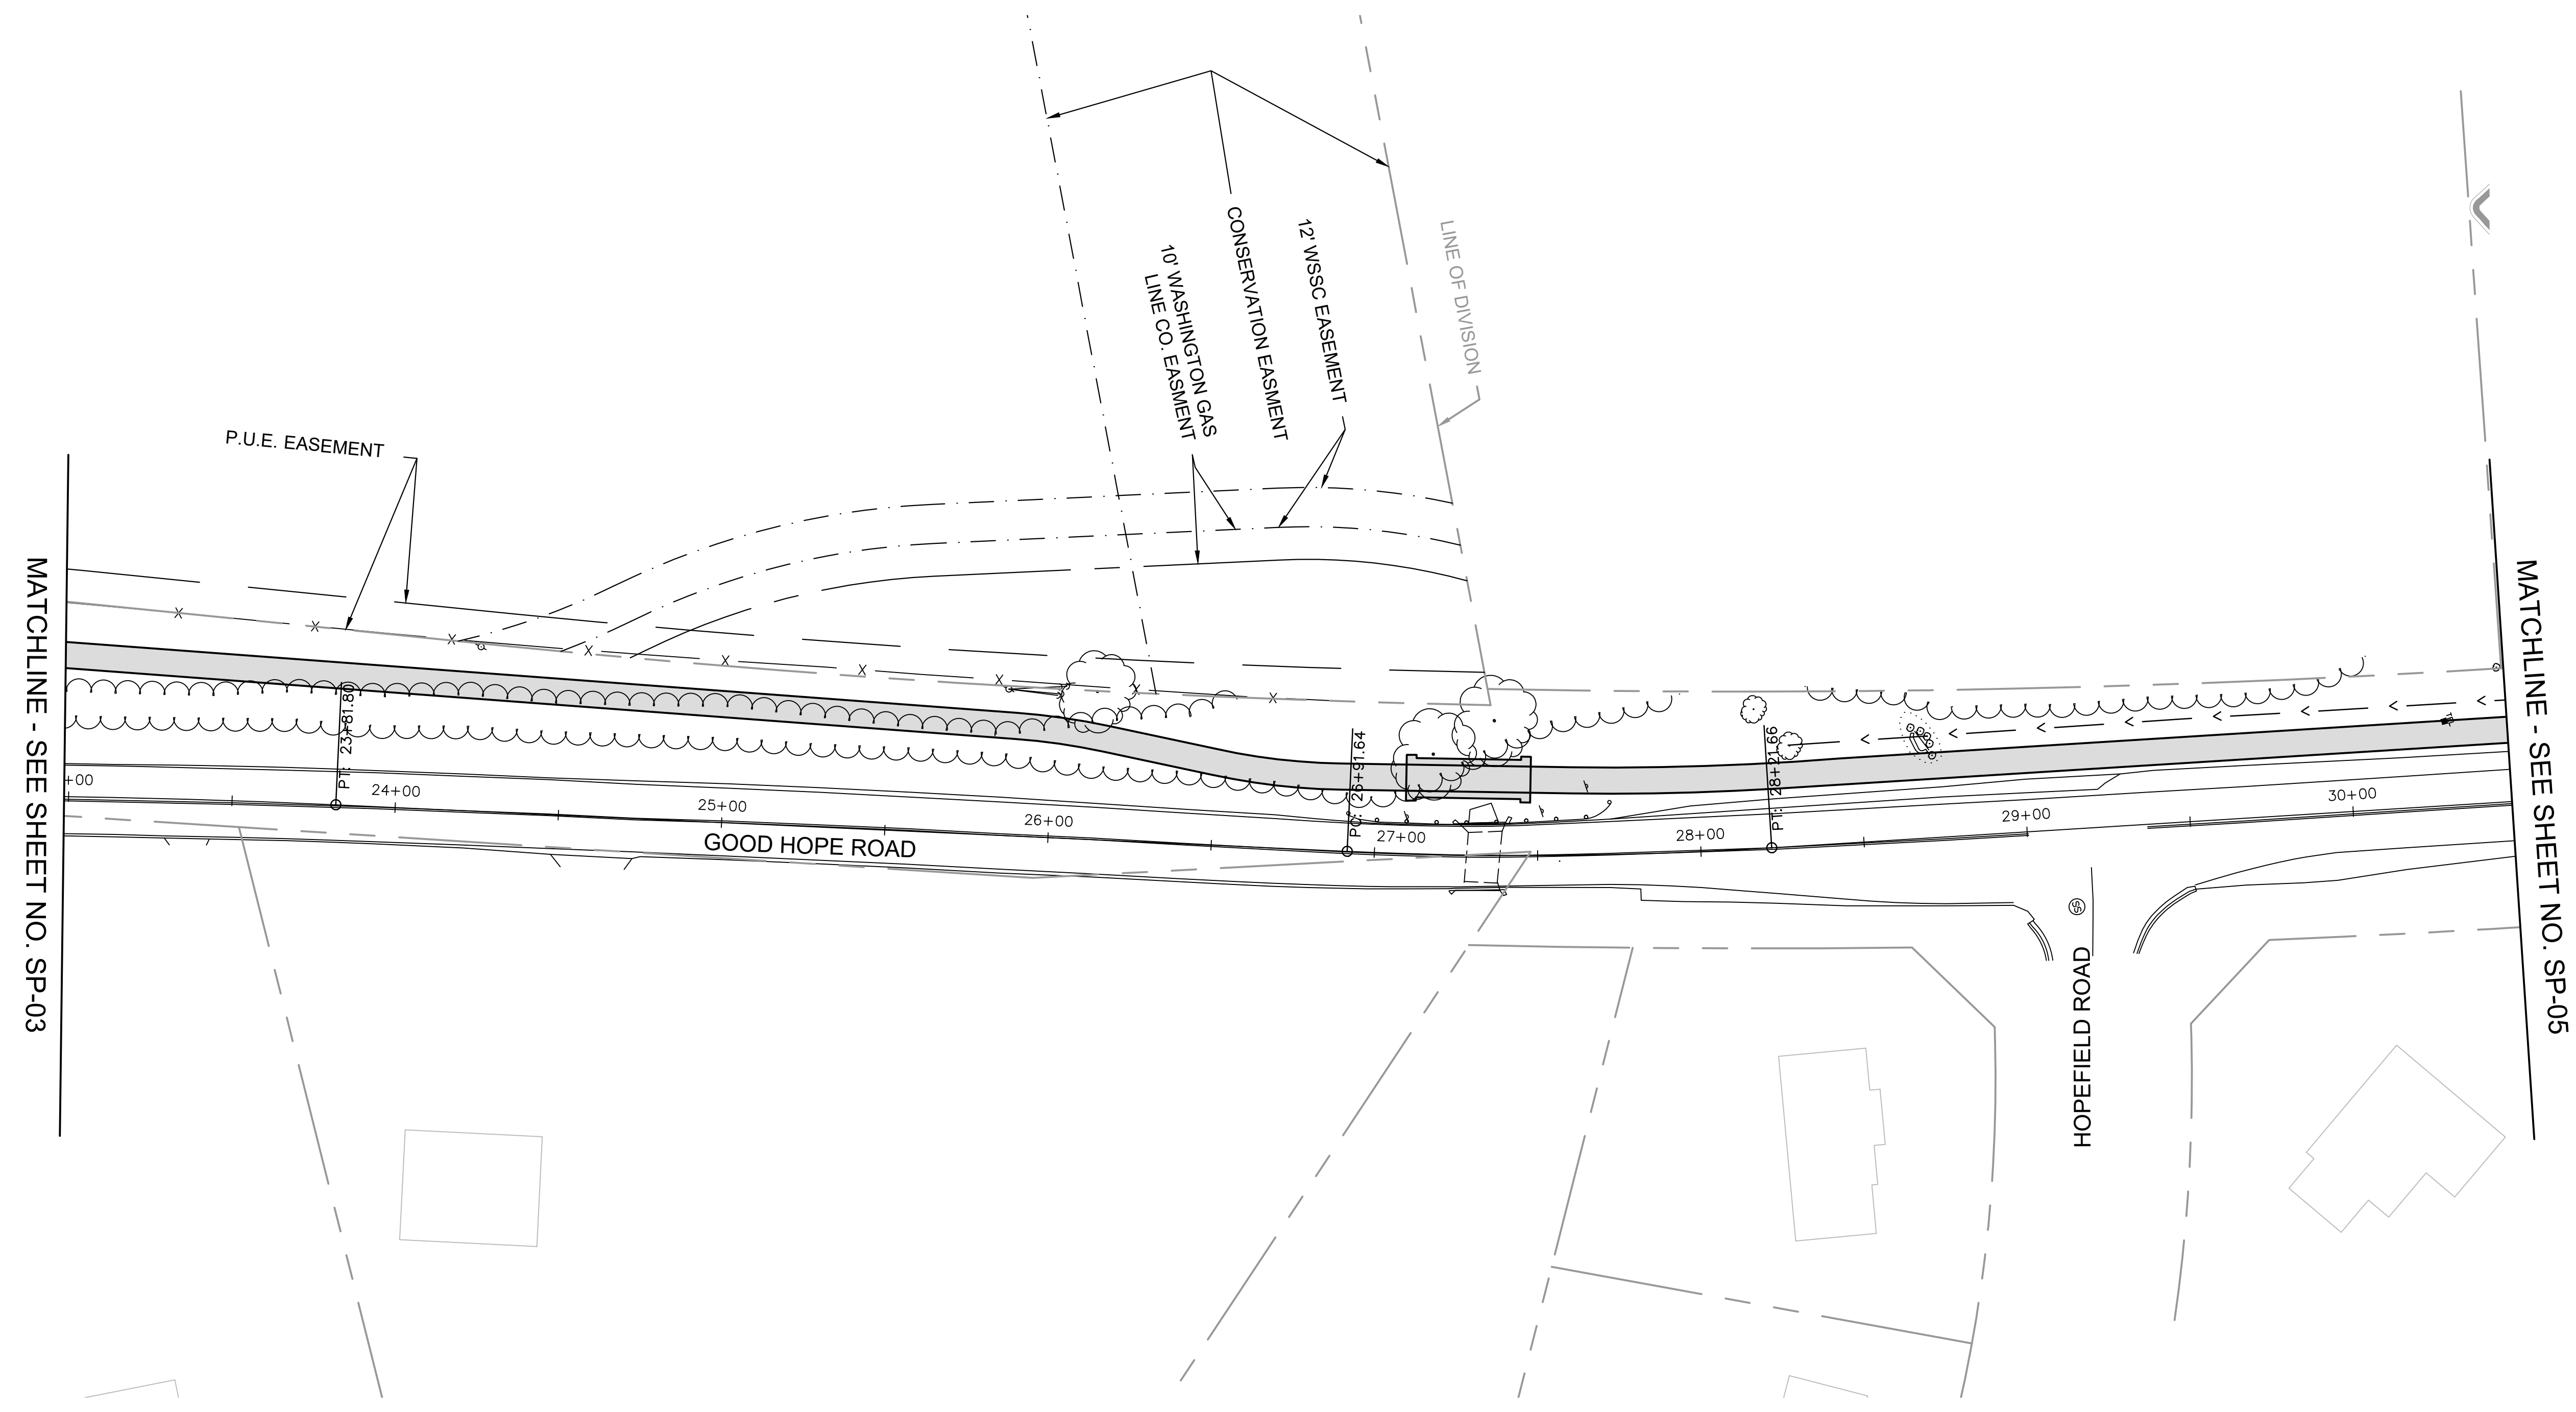 10' WASHINGTON GAS
LINE CO. EASMENT
CONSERVATION EASMENT
12' WSSC EASEMENT
LINE OF DIVISION
P.U.E. EASEMENT
MATCHLINE - SEE SHEET NO. SP-03
MATCHLINE - SEE SHEET NO. SP-05
X X X X X X X X X
PT: 23+81.80
PC: 26+91.64
PT: 28+21.66
+00
24+00
25+00
26+00
27+00
28+00
29+00
30+00
GOOD HOPE ROAD
SS
HOPEFIELD ROAD